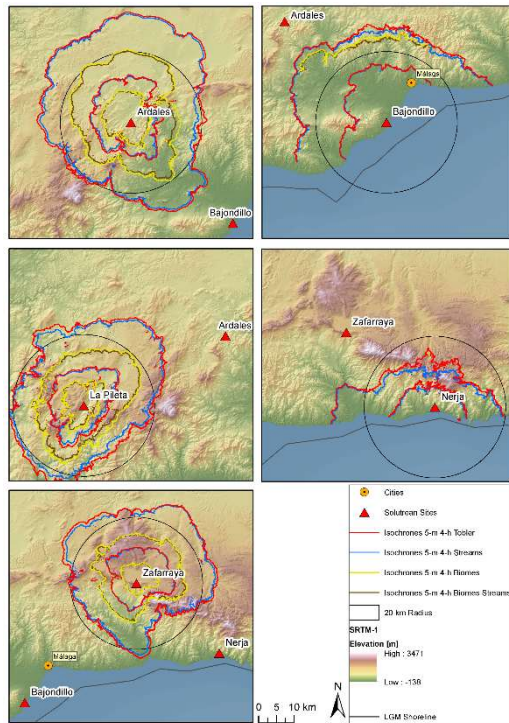 Ardales
Bajondillo
Ardales
Málaga
Bajondillo
Ardales
La Pileta
Zafarraya
Nerja
Zafarraya
Nerja
Málaga
Bajondillo
0 5 10 km
N
Cities
Solutrean Sites
Isochrones 5-m 4-h Tobler
Isochrones 5-m 4-h Streams
Isochrones 5-m 4-h Biomes
Isochrones 5-m 4-h Biomes Streams
20 km Radius
SRTM-1
Elevation [m]
High : 3471
Low : -138
LGM Shoreline